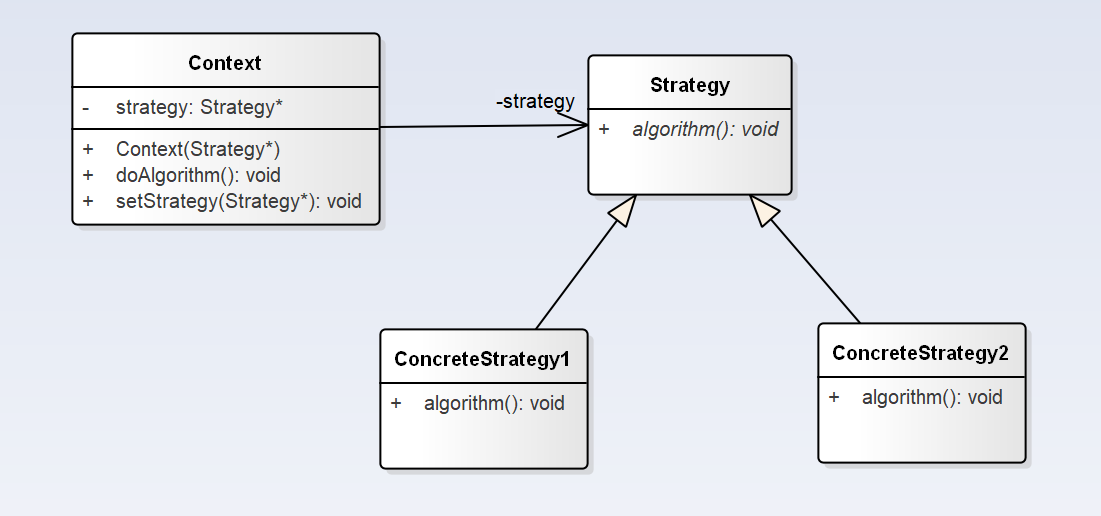 Context
- strategy: Strategy*
+ Context(Strategy*)
+ doAlgorithm(): void
+ setStrategy(Strategy*): void
-strategy
Strategy
+ algorithm(): void
ConcreteStrategy1
+ algorithm(): void
ConcreteStrategy2
+ algorithm(): void